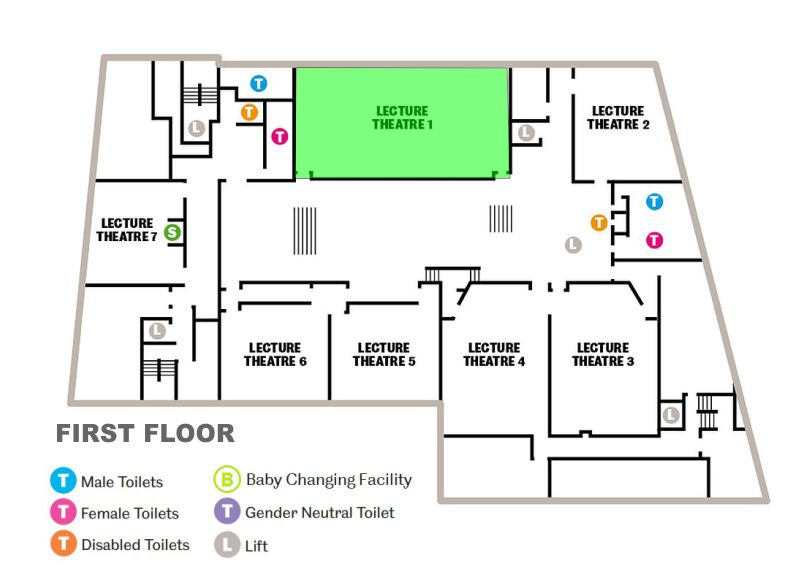 T
LECTURE
THEATRE 1
LECTURE
THEATRE 2
T
L
T
L
T
T
LECTURE
THEATRE 7
S
T
T
L
L
LECTURE
THEATRE 6
LECTURE
THEATRE 5
LECTURE
THEATRE 4
LECTURE
THEATRE 3
L
FIRST FLOOR
T Male Toilets
B Baby Changing Facility
T Female Toilets
T Gender Neutral Toilet
T Disabled Toilets
L Lift